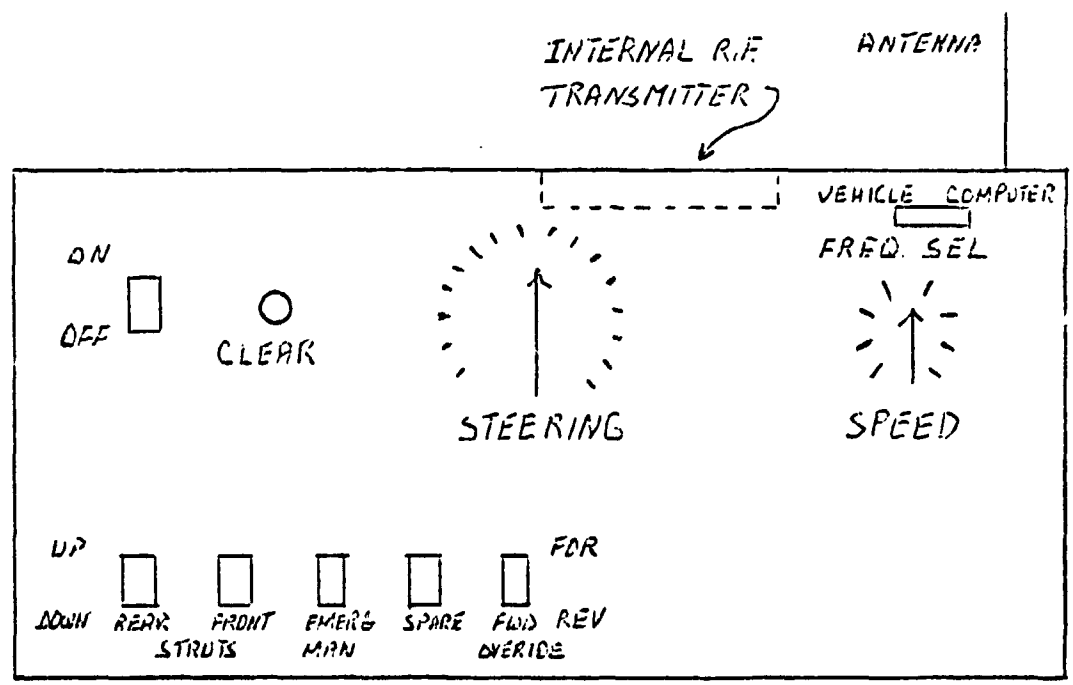 INTERNAL R.F. ANTENNA
TRANSMITTER
VEHICLE COMPUTER
FREQ. SEL
ON
OFF
CLEAR
STEERING
SPEED
UP FOR
DOWN REAR FRONT EMERG SPARE FWD REV
STRUTS MAN OVERIDE